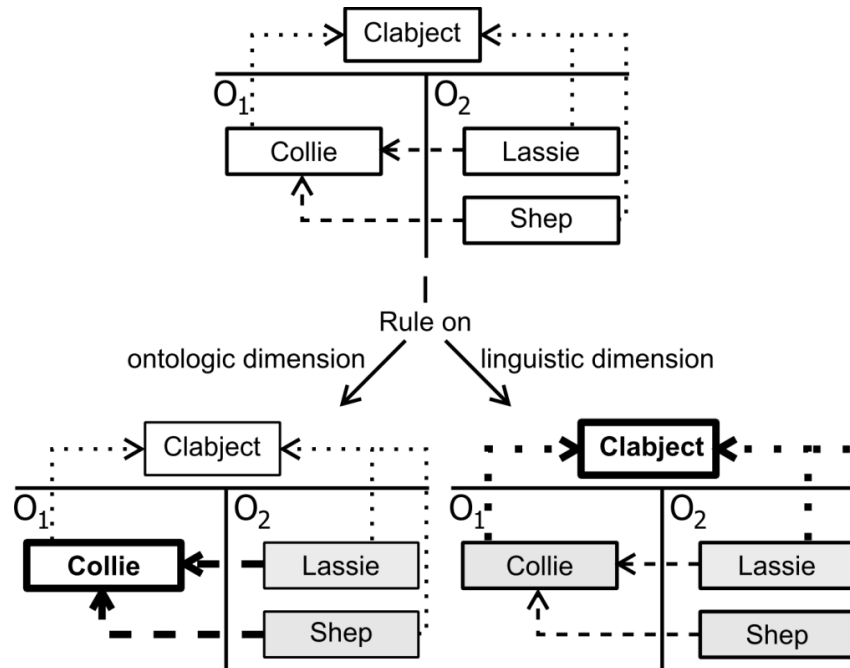 Clabject
O₁ O₂
Collie Lassie
Shep
Rule on
ontologic dimension linguistic dimension
Clabject Clabject
O₁ O₂ O₁ O₂
Collie Lassie Collie Lassie
Shep Shep